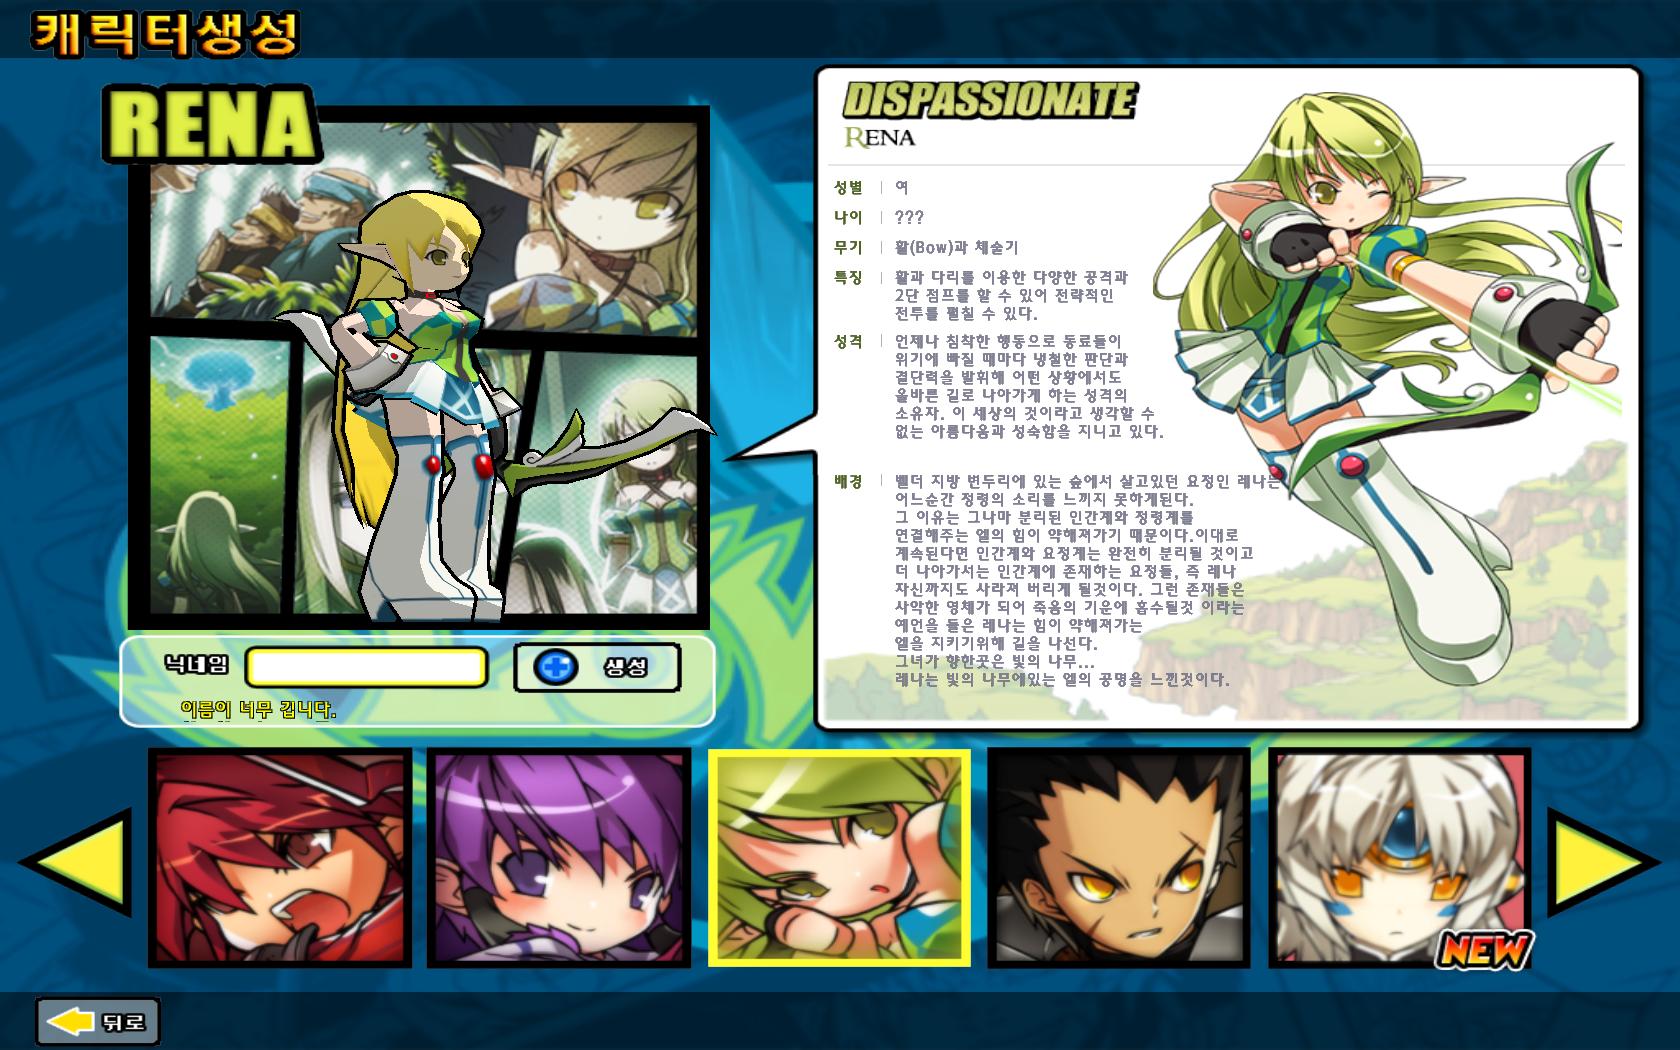 캐릭터생성
RENA
DISPASSIONATE
RENA
성별 여
나이 ???
무기 활(Bow)과 체술기
특징 활과 다리를 이용한 다양한 공격과
2단 점프를 할 수 있어 전략적인
전투를 펼칠 수 있다.
성격 언제나 침착한 행동으로 동료들이
위기에 빠질 때마다 냉철한 판단과
결단력을 발휘해 어떤 상황에서도
올바른 길로 나아가게 하는 성격의
소유자. 이 세상의 것이라고 생각할 수
없는 아름다움과 성숙함을 지니고 있다.
배경 벨더 지방 변두리에 있는 숲에서 살고있던 요정인 레나는
어느순간 정령의 소리를 느끼지 못하게된다.
그 이유는 그나마 분리된 인간계와 정령계를
연결해주는 엘의 힘이 약해져가기 때문이다.이대로
계속된다면 인간계와 요정계는 완전히 분리될 것이고
더 나아가서는 인간계에 존재하는 요정들, 즉 레나
자신까지도 사라져 버리게 될것이다. 그런 존재들은
사악한 영체가 되어 죽음의 기운에 흡수될것 이라는
예언을 들은 레나는 힘이 약해져가는
엘을 지키기위해 길을 나선다.
그녀가 향한곳은 빛의 나무...
레나는 빛의 나무에있는 엘의 공명을 느낀것이다.
닉네임
생성
이름이 너무 깁니다.
NEW
뒤로